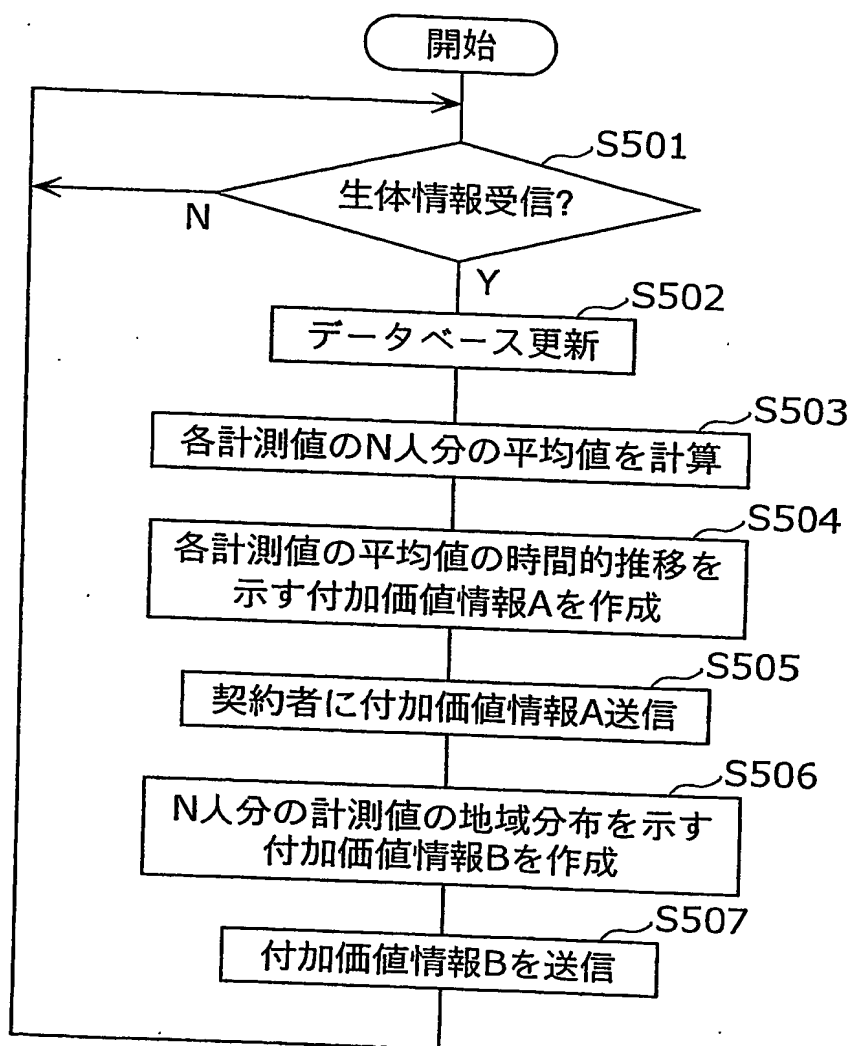 開始
S501
生体情報受信?
N
Y
S502
データベース更新
S503
各計測値のN人分の平均値を計算
S504
各計測値の平均値の時間的推移を
示す付加価値情報Aを作成
S505
契約者に付加価値情報A送信
S506
N人分の計測値の地域分布を示す
付加価値情報Bを作成
S507
付加価値情報Bを送信